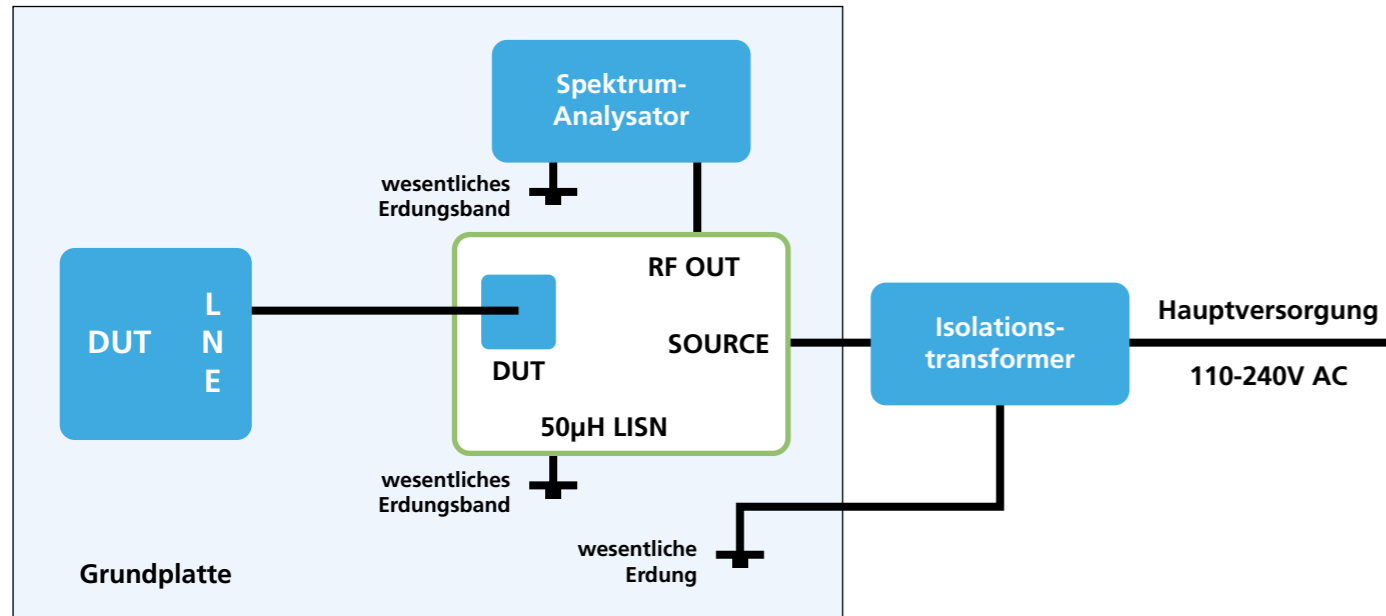 Spektrum-
Analysator
wesentliches
Erdungsband
RF OUT
L
DUT N
E
DUT
SOURCE
50µH LISN
Isolations-
transformer
Hauptversorgung
110-240V AC
wesentliches
Erdungsband
wesentliche
Erdung
Grundplatte